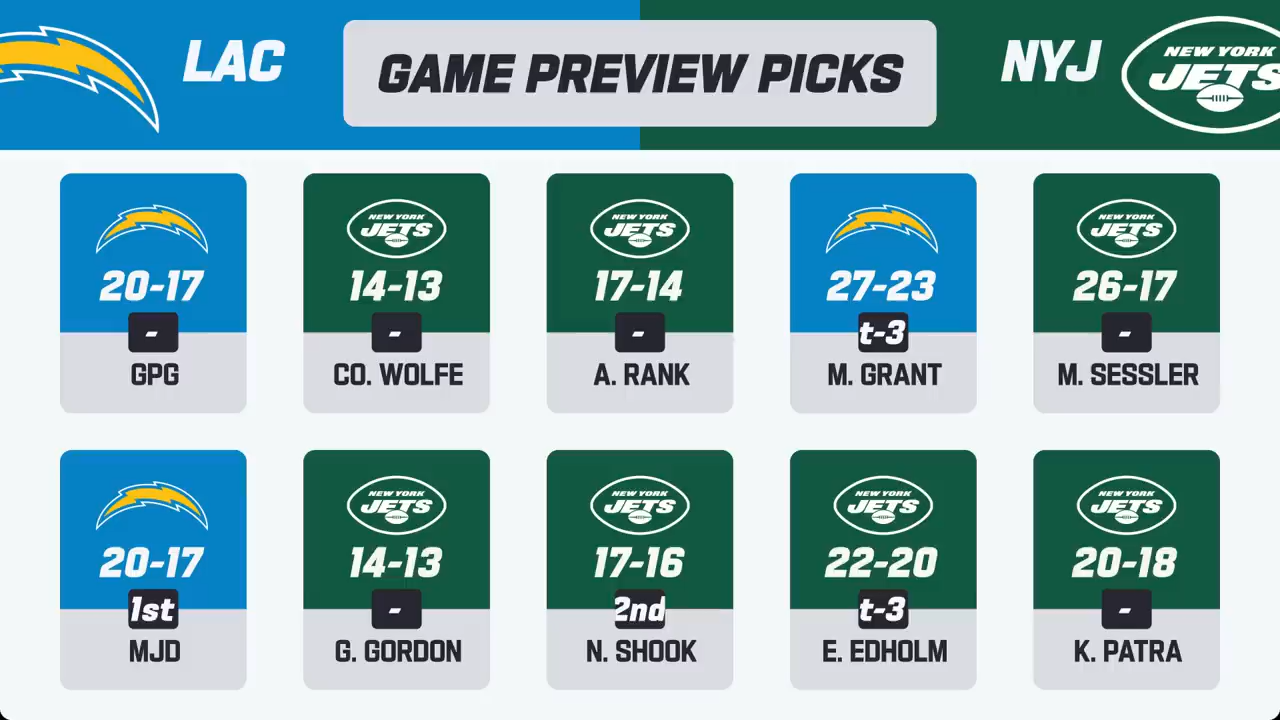 LAC
GAME PREVIEW PICKS
NYJ
NEW YORK
JETS
20-17
-
GPG
NEW YORK
JETS
14-13
-
CO. WOLFE
NEW YORK
JETS
17-14
-
A. RANK
27-23
t-3
M. GRANT
NEW YORK
JETS
26-17
-
M. SESSLER
20-17
1st
MJD
NEW YORK
JETS
14-13
-
G. GORDON
NEW YORK
JETS
17-16
2nd
N. SHOOK
NEW YORK
JETS
22-20
t-3
E. EDHOLM
NEW YORK
JETS
20-18
-
K. PATRA